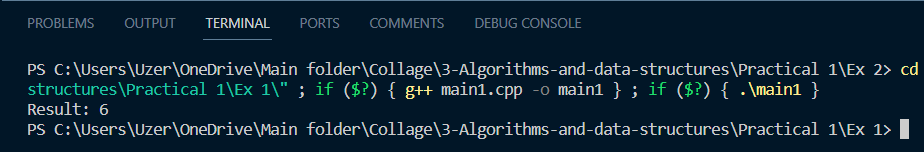 PROBLEMS OUTPUT TERMINAL PORTS COMMENTS DEBUG CONSOLE
PS C:\Users\Uzer\OneDrive\Main folder\Collage\3-Algorithms-and-data-structures\Practical 1\Ex 2> cd
structures\Practical 1\Ex 1\" ; if ($?) { g++ main1.cpp -o main1 } ; if ($?) { .\main1 }
Result: 6
PS C:\Users\Uzer\OneDrive\Main folder\Collage\3-Algorithms-and-data-structures\Practical 1\Ex 1>